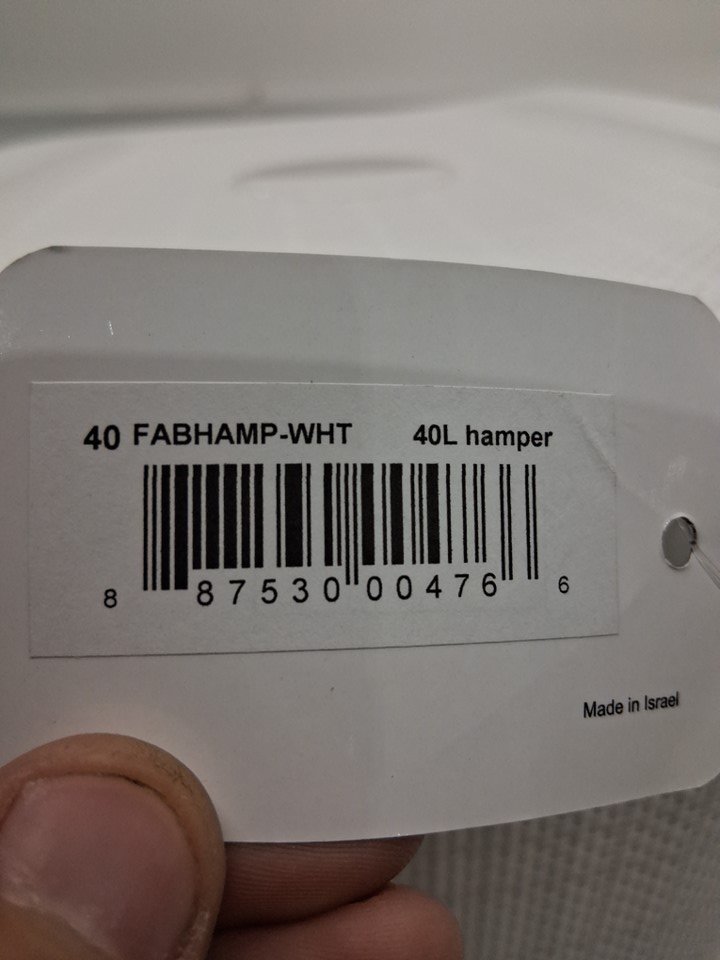 40 FABHAMP-WHT 40L hamper
8 87530 00476 6
Made in Israel